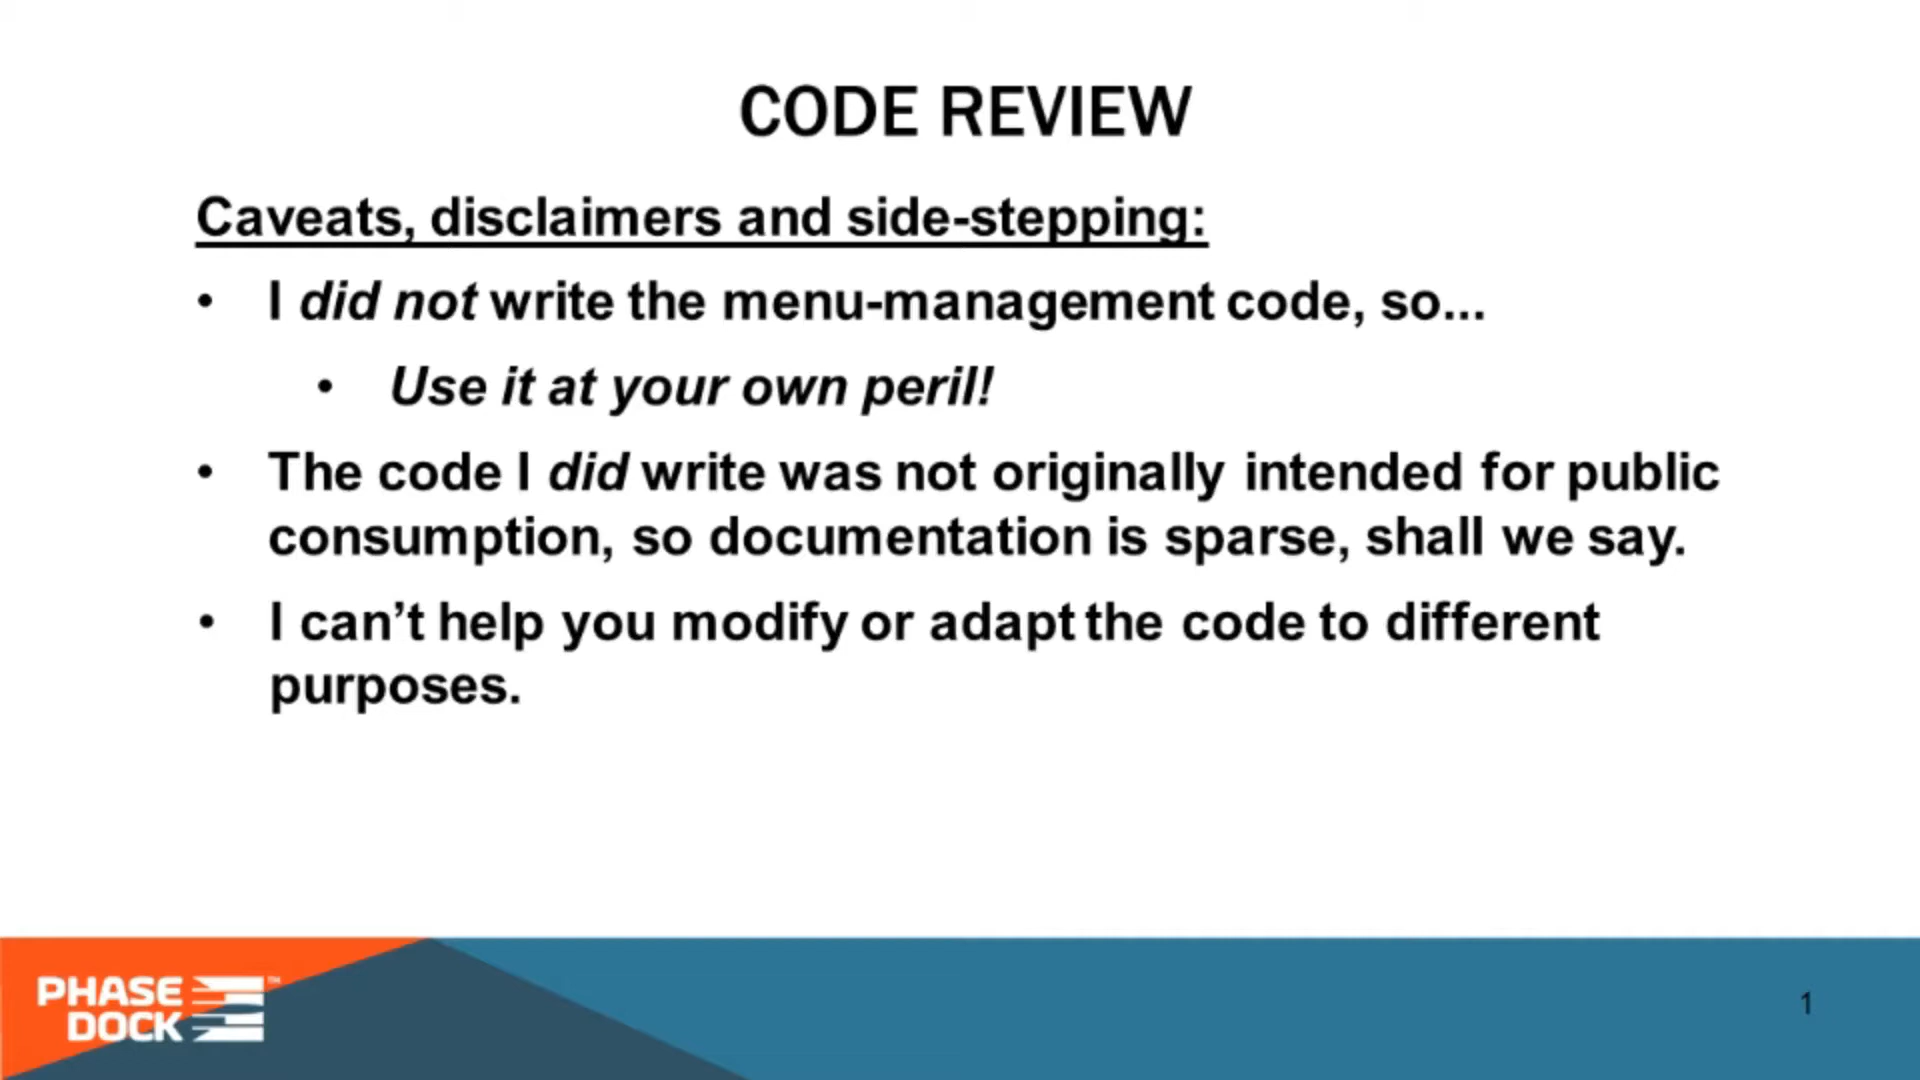 CODE REVIEW
Caveats, disclaimers and side-stepping:
• I did not write the menu-management code, so...
• Use it at your own peril!
• The code I did write was not originally intended for public
consumption, so documentation is sparse, shall we say.
• I can’t help you modify or adapt the code to different
purposes.
PHASE
DOCK
™
1